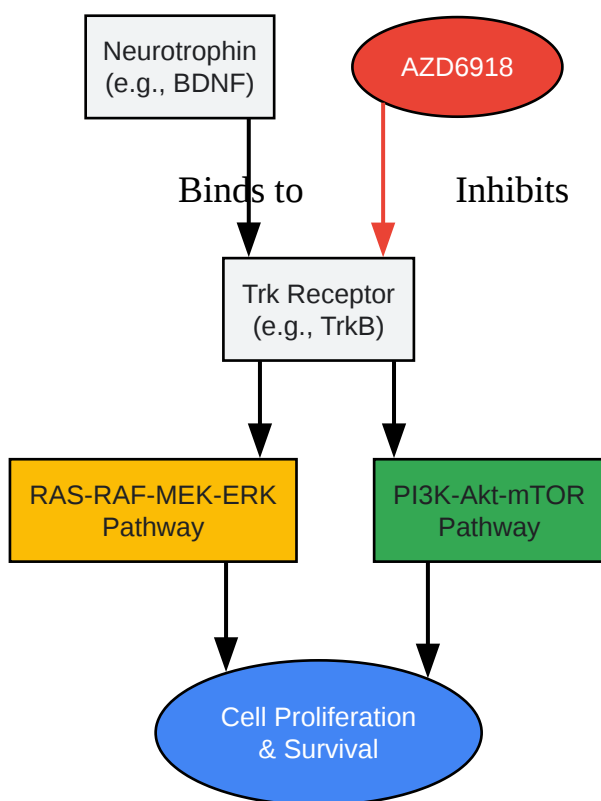 Neurotrophin
(e.g., BDNF)
AZD6918
Binds to
Inhibits
Trk Receptor
(e.g., TrkB)
RAS-RAF-MEK-ERK
Pathway
PI3K-Akt-mTOR
Pathway
Cell Proliferation
& Survival